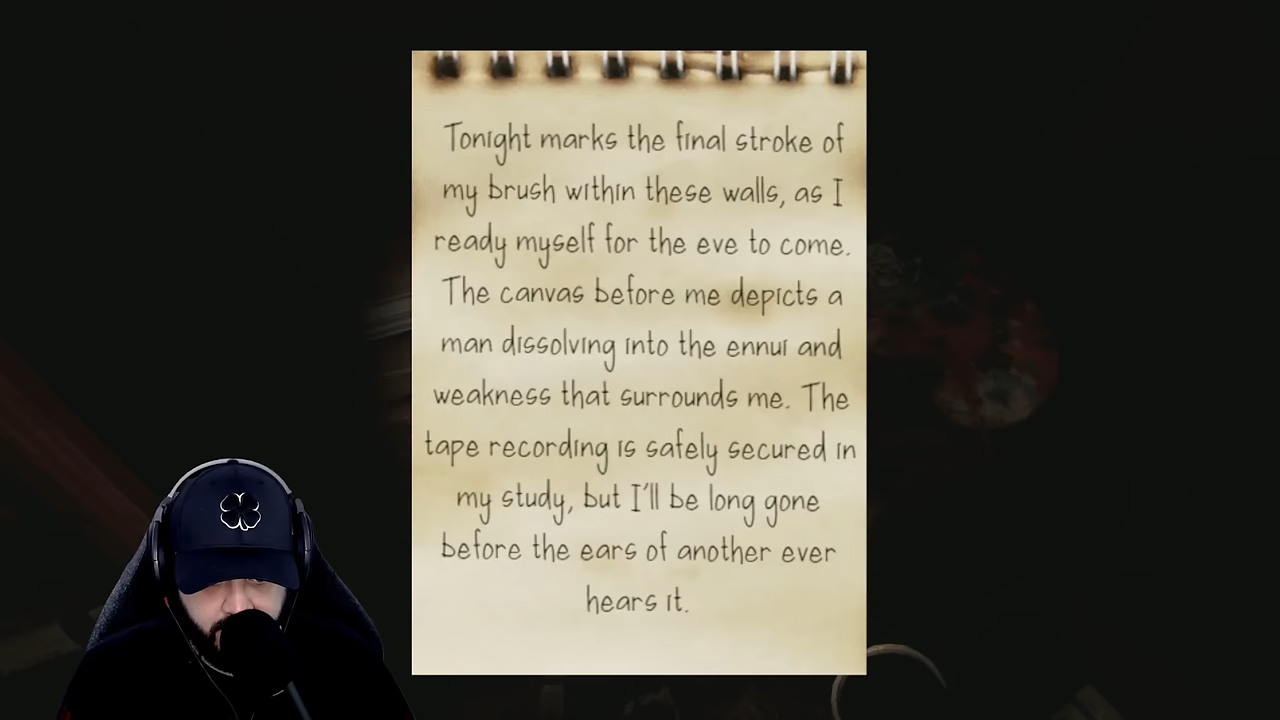 Tonight marks the final stroke of
my brush within these walls, as I
ready myself for the eve to come.
The canvas before me depicts a
man dissolving into the ennui and
weakness that surrounds me. The
tape recording is safely secured in
my study, but I'll be long gone
before the ears of another ever
hears it.